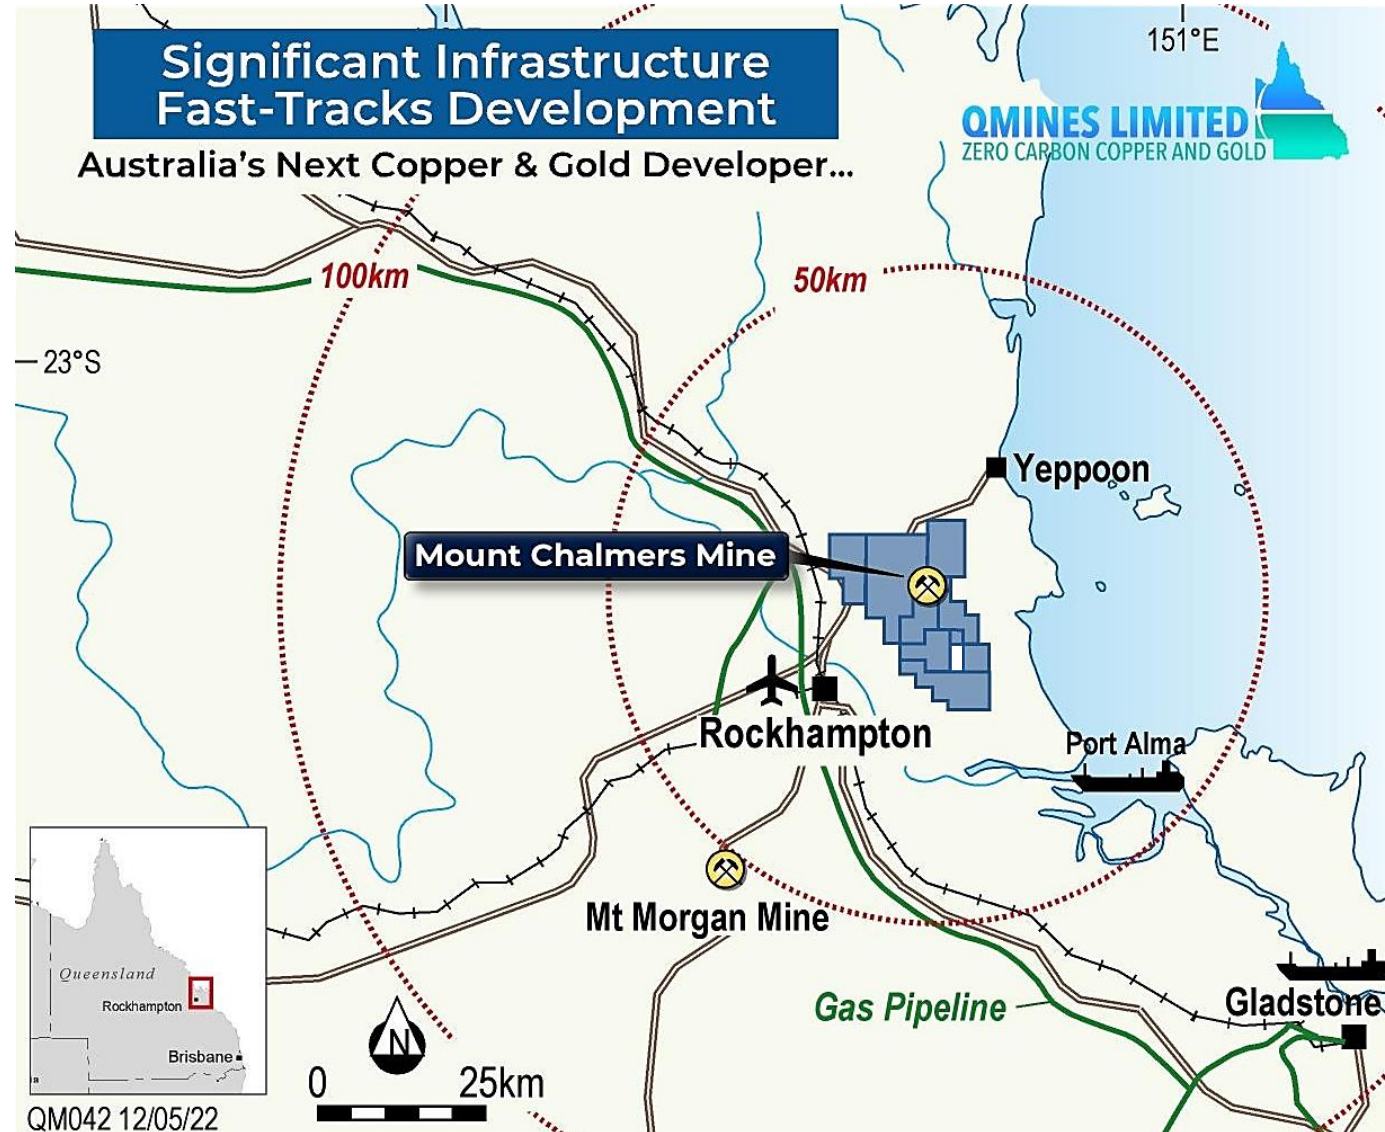 Significant Infrastructure
Fast-Tracks Development
Australia's Next Copper & Gold Developer...
151°E
QMINES LIMITED
ZERO CARBON COPPER AND GOLD
100km
50km
23°S
Yeppoon
Mount Chalmers Mine
Rockhampton
Port Alma
Mt Morgan Mine
Gas Pipeline
Gladstone
Queensland
Rockhampton
Brisbane
N
0 25km
QM042 12/05/22